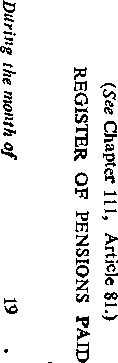 (See Chapter 111, Article 81.)
REGISTER OF PENSIONS PAID
During the month of 19 .